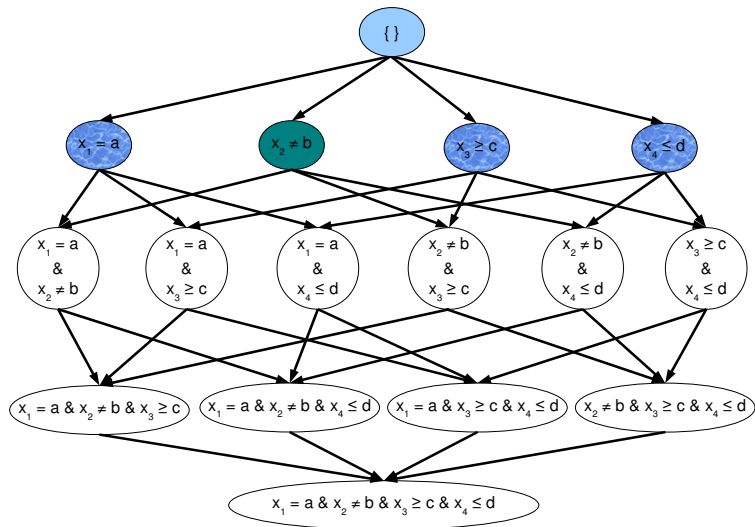 { }
x₁ = a
x₂ ≠ b
x₃ ≥ c
x₄ ≤ d
x₁ = a
&
x₂ ≠ b
x₁ = a
&
x₃ ≥ c
x₁ = a
&
x₄ ≤ d
x₂ ≠ b
&
x₃ ≥ c
x₂ ≠ b
&
x₄ ≤ d
x₃ ≥ c
&
x₄ ≤ d
x₁ = a & x₂ ≠ b & x₃ ≥ c
x₁ = a & x₂ ≠ b & x₄ ≤ d
x₁ = a & x₃ ≥ c & x₄ ≤ d
x₂ ≠ b & x₃ ≥ c & x₄ ≤ d
x₁ = a & x₂ ≠ b & x₃ ≥ c & x₄ ≤ d